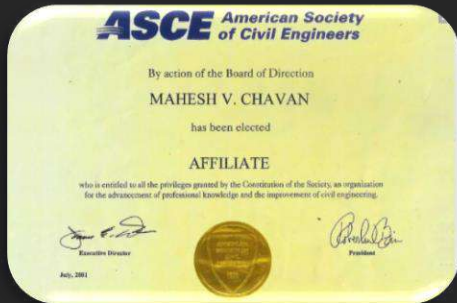 ASCE American Society
of Civil Engineers
By action of the Board of Direction
MAHESH V. CHAVAN
has been elected
AFFILIATE
who is entitled to all the privileges granted by the Constitution of the Society, an organization
for the advancement of professional knowledge and the improvement of civil engineering.
Executive Director
President
July, 2001